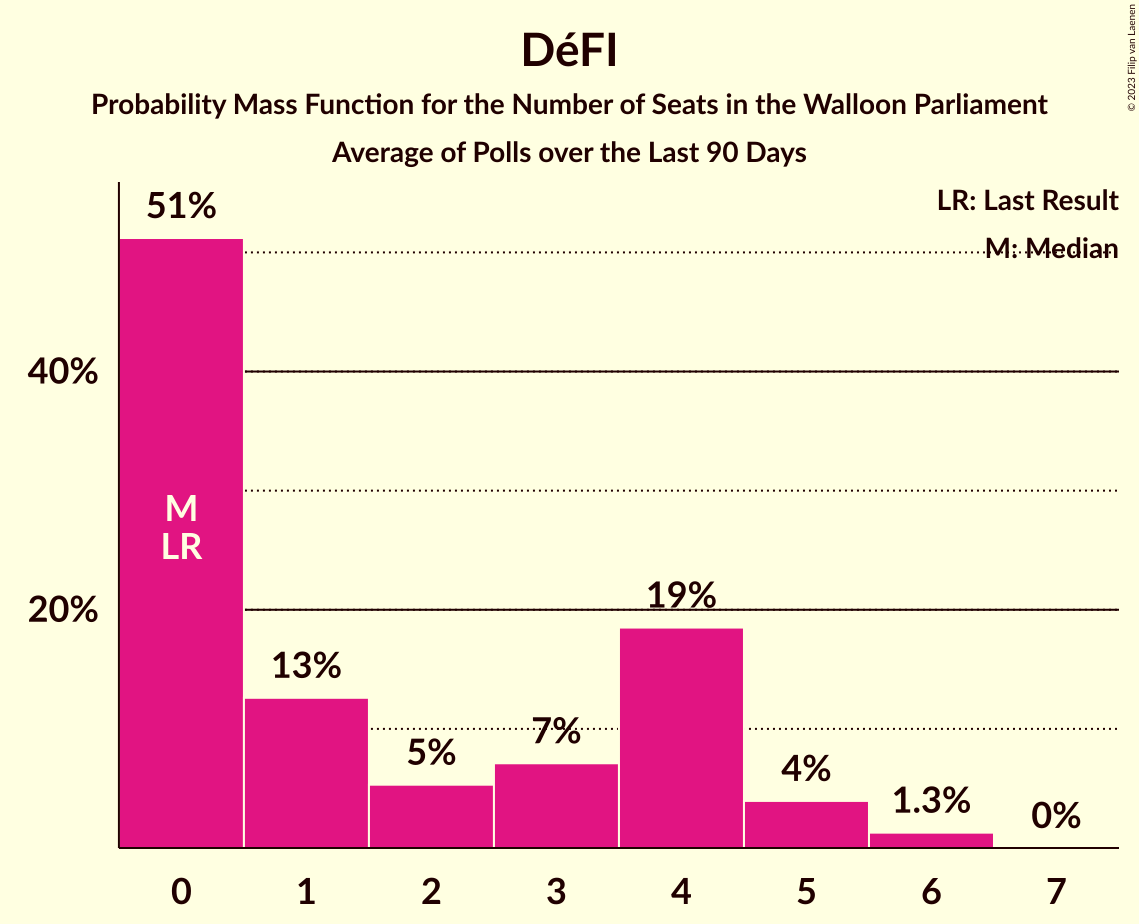 DéFI
Probability Mass Function for the Number of Seats in the Walloon Parliament
Average of Polls over the Last 90 Days
© 2023 Filip van Laenen
LR: Last Result
M: Median
51%
40%
M
LR
20%
19%
13%
7%
5%
4%
1.3%
0%
0 1 2 3 4 5 6 7